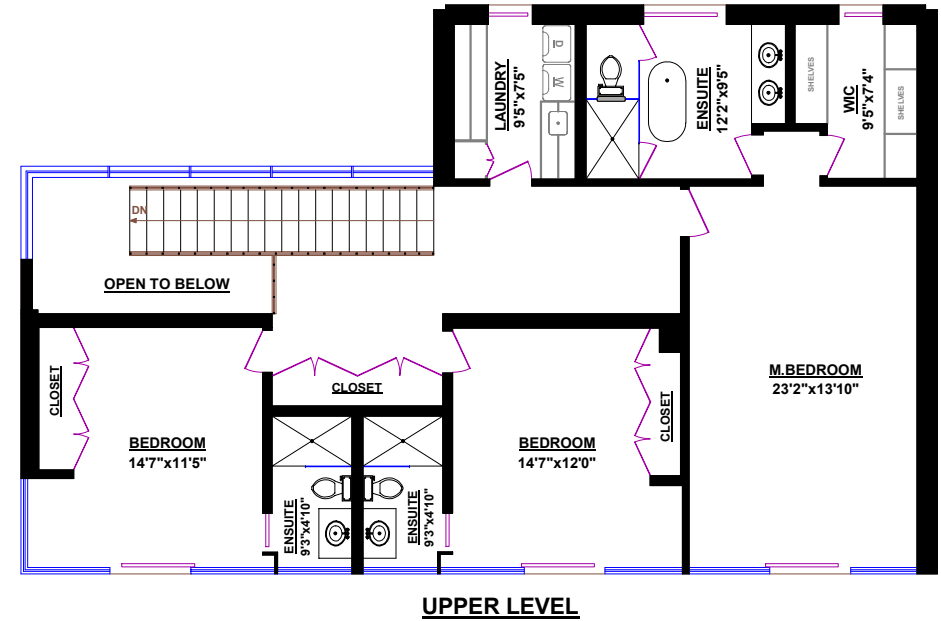 D
W
LAUNDRY
9'5"x7'5"
ENSUITE
12'2"x9'5"
SHELVES
WIC
9'5"x7'4"
SHELVES
DN
OPEN TO BELOW
CLOSET
BEDROOM
14'7"x11'5"
CLOSET
ENSUITE
9'3"x4'10"
ENSUITE
9'3"x4'10"
BEDROOM
14'7"x12'0"
CLOSET
M.BEDROOM
23'2"x13'10"
UPPER LEVEL